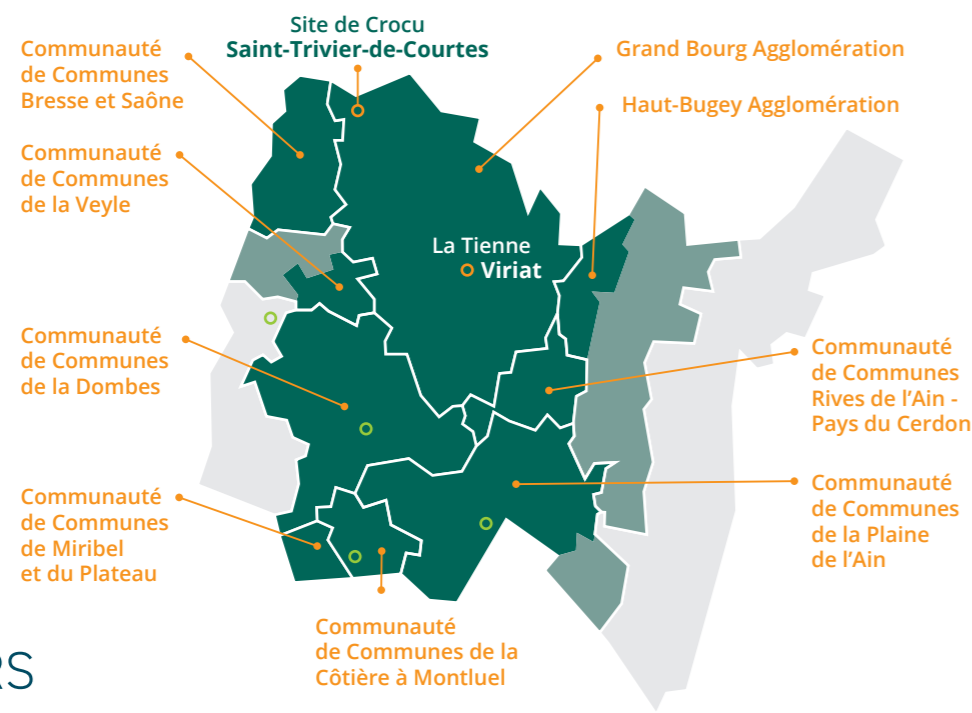 Site de Crocu
Saint-Trivier-de-Courtes
Communauté
de Communes
Bresse et Saône
Grand Bourg Agglomération
Haut-Bugey Agglomération
Communauté
de Communes
de la Veyle
La Tienne
Viriat
Communauté
de Communes
de la Dombes
Communauté
de Communes
Rives de l'Ain -
Pays du Cerdon
Communauté
de Communes
de Miribel
et du Plateau
Communauté
de Communes
de la Plaine
de l'Ain
Communauté
de Communes de la
Côtière à Montluel
RS